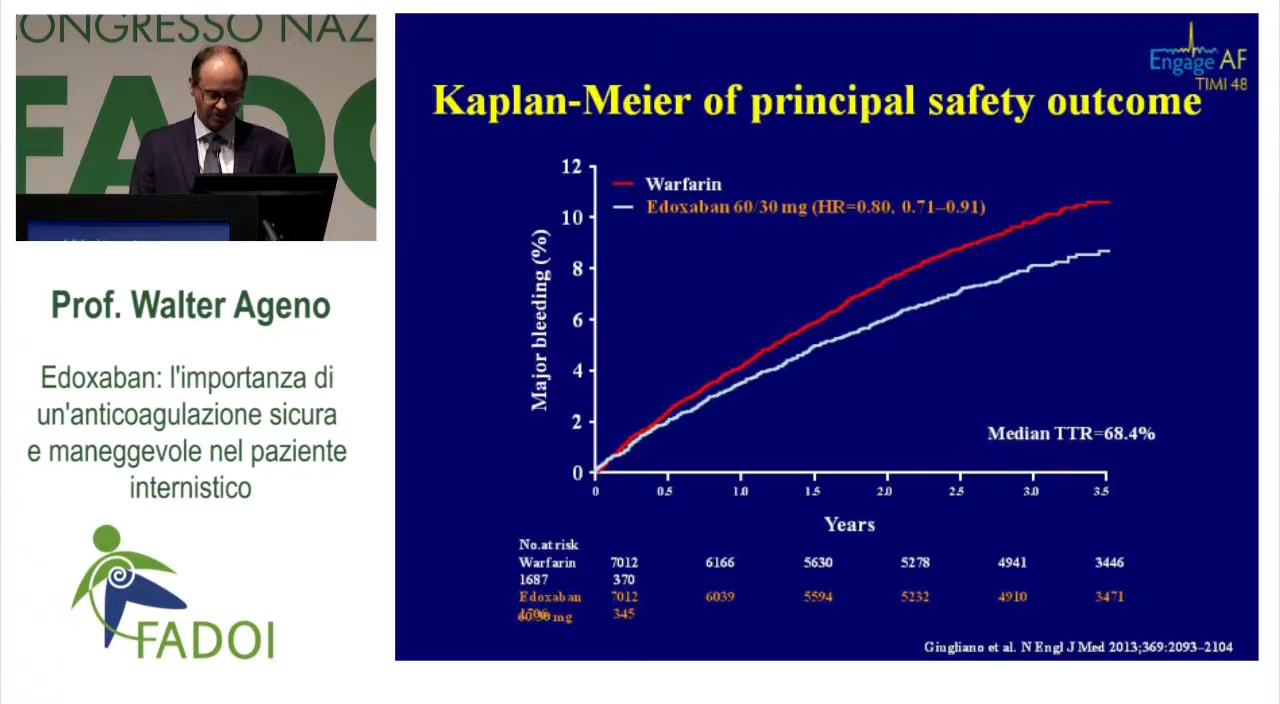 ONGRESSO NAZ
FADO
Prof. Walter Ageno
Edoxaban: l'importanza di
un'anticoagulazione sicura
e maneggevole nel paziente
internistico
FADOI
Engage AF
TIMI 48
Kaplan-Meier of principal safety outcome
Warfarin
Edoxaban 60/30 mg (HR=0.80, 0.71–0.91)
Major bleeding (%)
12
10
8
6
4
2
0
Median TTR=68.4%
0 0.5 1.0 1.5 2.0 2.5 3.0 3.5
Years
No. at risk
Warfarin 7012 6166 5630 5278 4941 3446
1687 370
Edoxaban 7012 6039 5594 5232 4910 3471
60/30 mg 345
Giugliano et al. N Engl J Med 2013;369:2093–2104